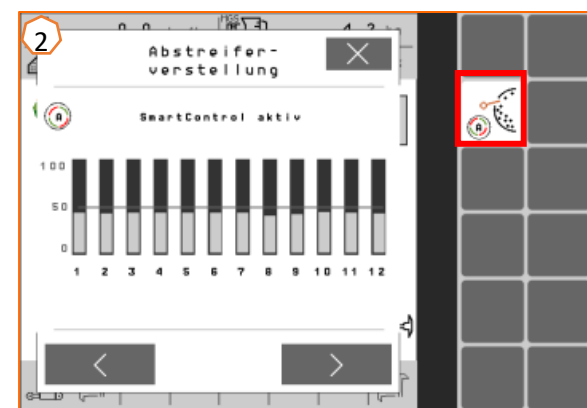 2
MGS
Abstreifer-
verstellung
A
SmartControl aktiv
A
100
50
0
1 2 3 4 5 6 7 8 9 10 11 12